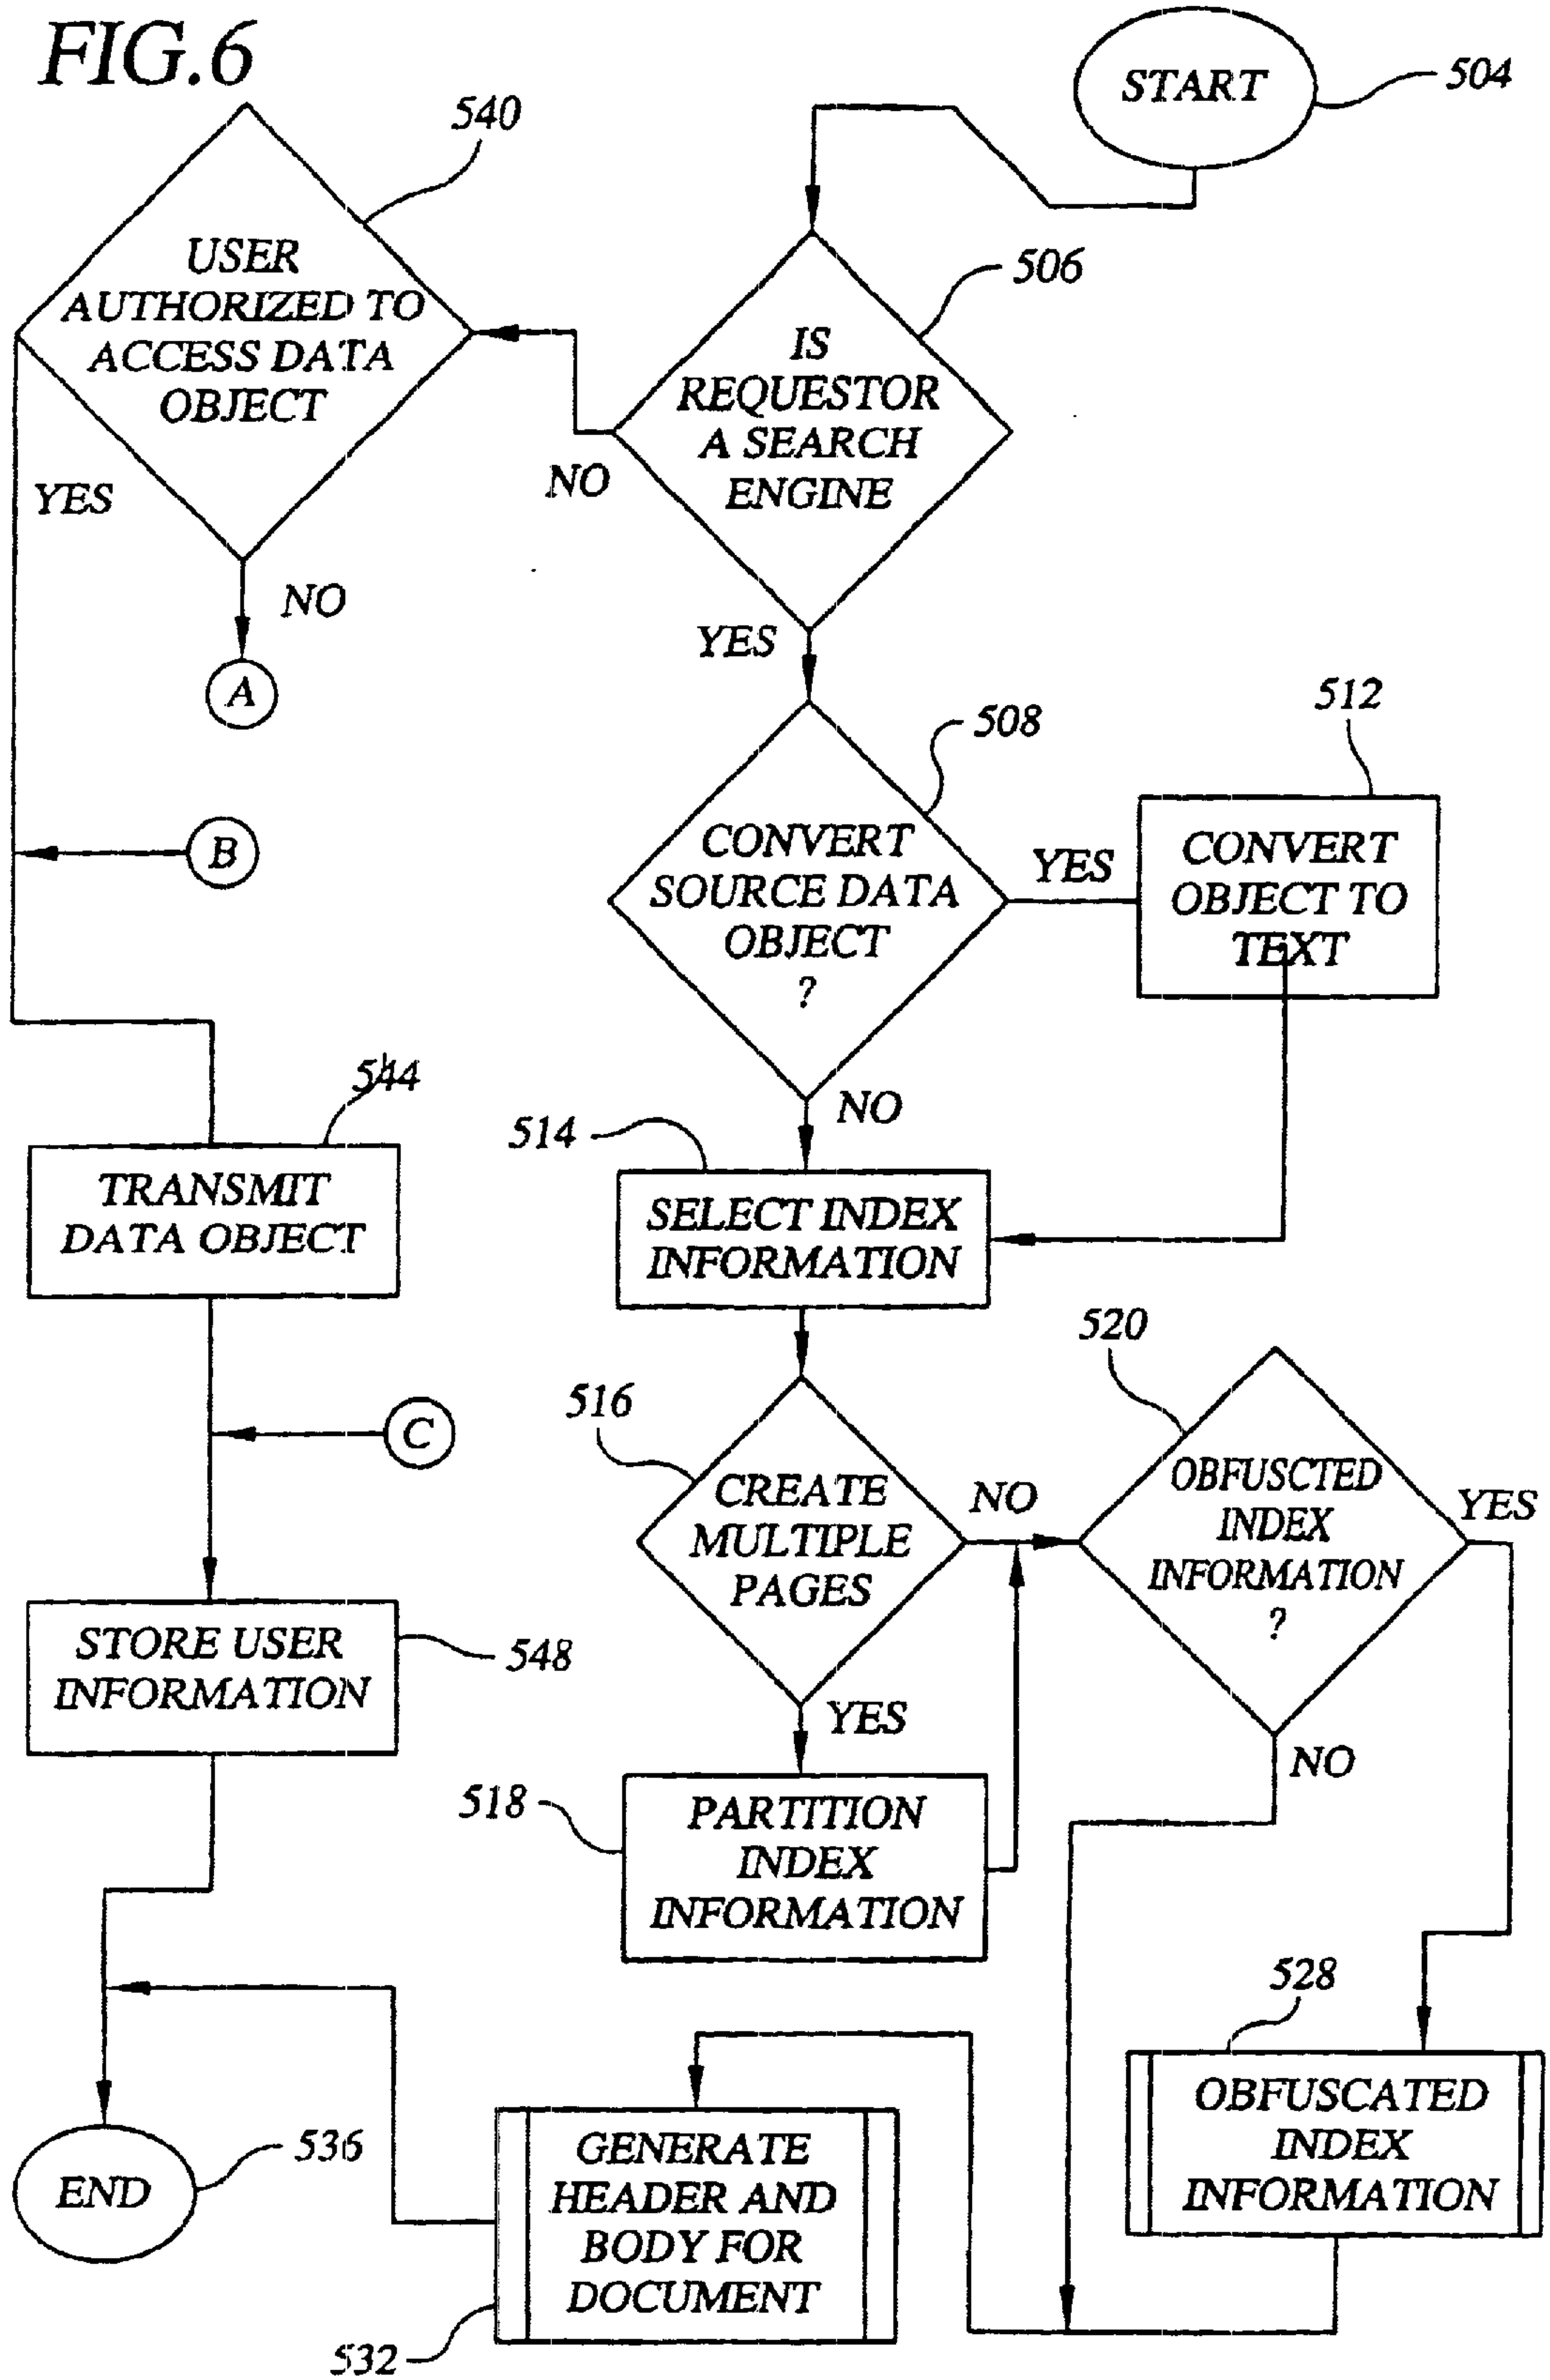 FIG.6
START
504
540
USER
AUTHORIZED TO
ACCESS DATA
OBJECT
506
IS
REQUESTOR
A SEARCH
ENGINE
NO
YES
NO
A
YES
508
512
CONVERT
SOURCE DATA
OBJECT
?
YES
CONVERT
OBJECT TO
TEXT
B
NO
544
TRANSMIT
DATA OBJECT
514
SELECT INDEX
INFORMATION
C
516
CREATE
MULTIPLE
PAGES
NO
520
OBFUSCTED
INDEX
INFORMATION
?
YES
STORE USER
INFORMATION
548
YES
NO
518
PARTITION
INDEX
INFORMATION
528
OBFUSCATED
INDEX
INFORMATION
END
536
GENERATE
HEADER AND
BODY FOR
DOCUMENT
532